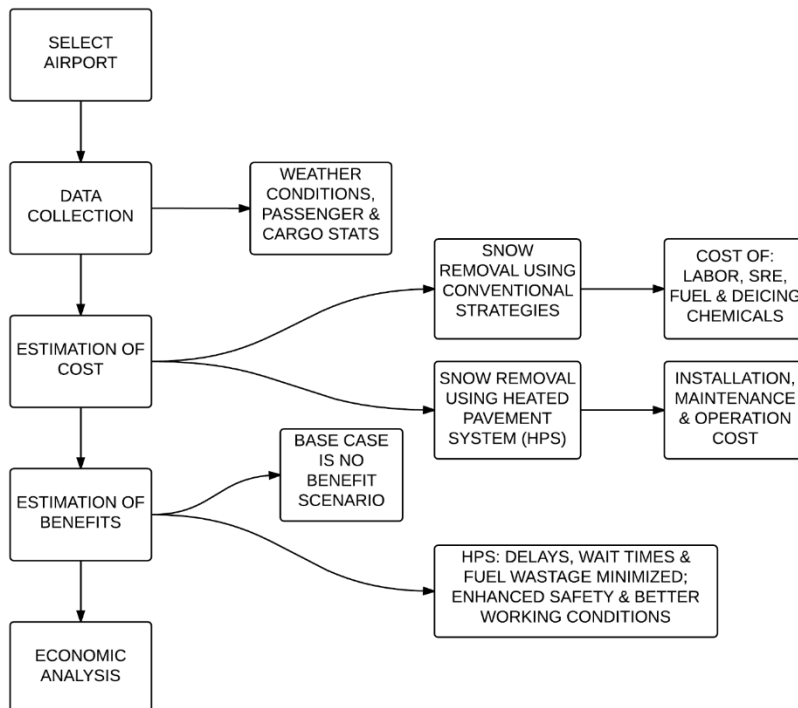 SELECT
AIRPORT
DATA
COLLECTION
WEATHER
CONDITIONS,
PASSENGER &
CARGO STATS
SNOW
REMOVAL USING
CONVENTIONAL
STRATEGIES
COST OF:
LABOR, SRE,
FUEL & DEICING
CHEMICALS
ESTIMATION OF
COST
SNOW REMOVAL
USING HEATED
PAVEMENT
SYSTEM (HPS)
INSTALLATION,
MAINTENANCE
& OPERATION
COST
ESTIMATION OF
BENEFITS
BASE CASE
IS NO
BENEFIT
SCENARIO
HPS: DELAYS, WAIT TIMES &
FUEL WASTAGE MINIMIZED;
ENHANCED SAFETY & BETTER
WORKING CONDITIONS
ECONOMIC
ANALYSIS